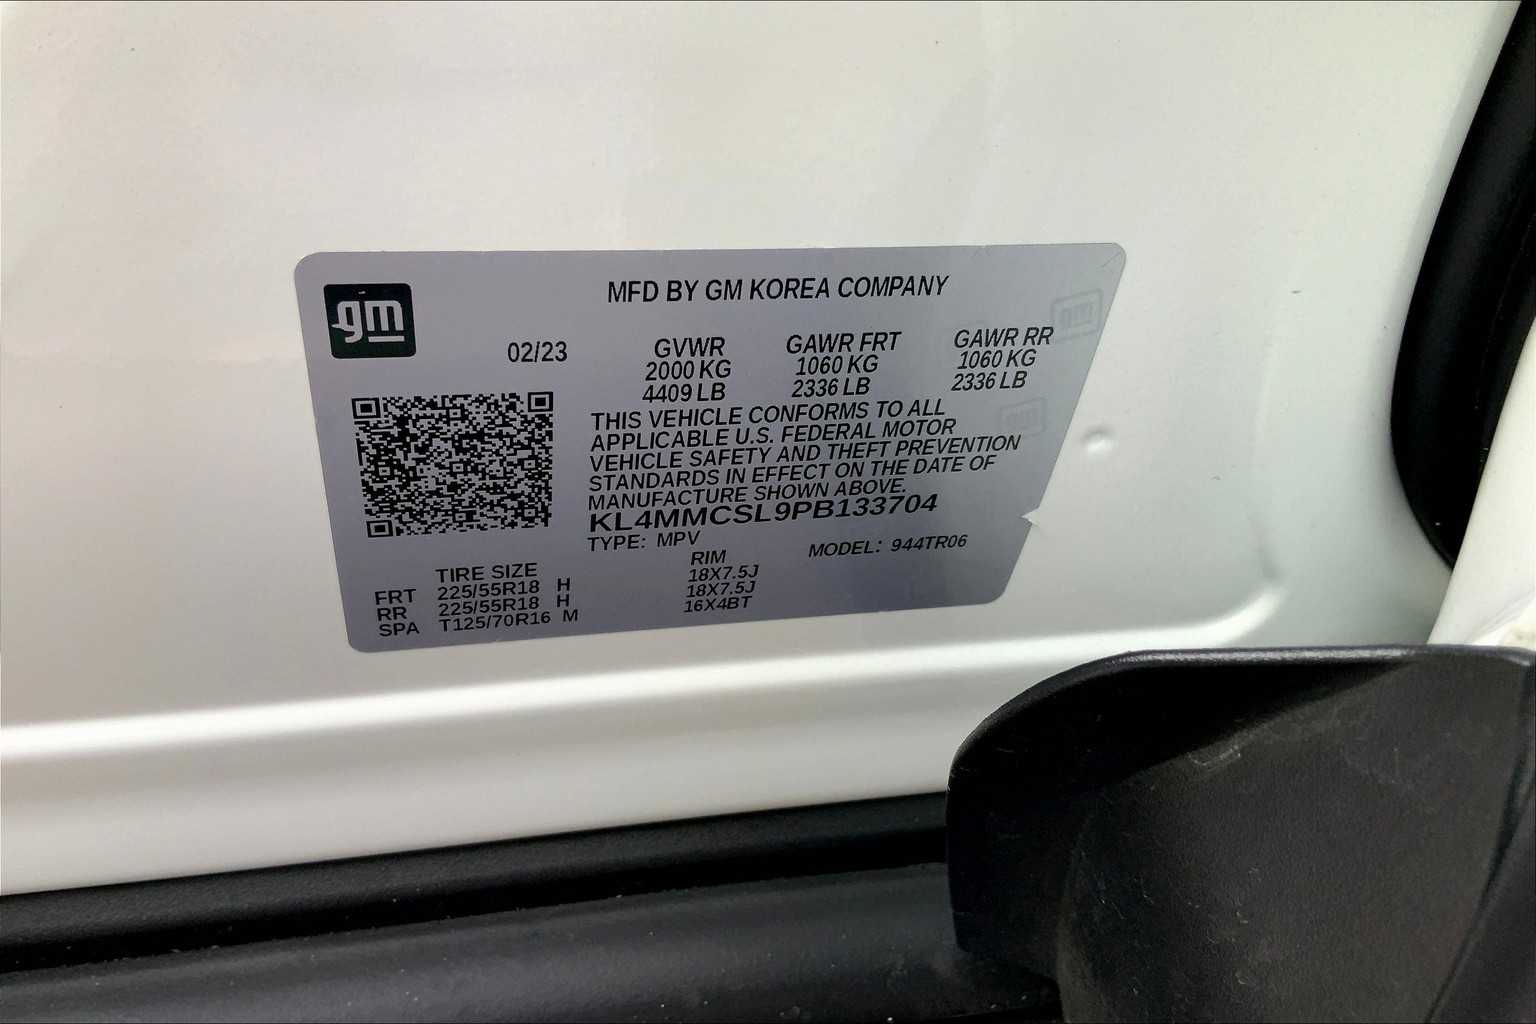 gm
MFD BY GM KOREA COMPANY
02/23
GVWR GAWR FRT GAWR RR
2000 KG 1060 KG 1060 KG
4409 LB 2336 LB 2336 LB
THIS VEHICLE CONFORMS TO ALL
APPLICABLE U.S. FEDERAL MOTOR
VEHICLE SAFETY AND THEFT PREVENTION
STANDARDS IN EFFECT ON THE DATE OF
MANUFACTURE SHOWN ABOVE.
KL4MMCSL9PB133704
TYPE: MPV MODEL: 944TR06
TIRE SIZE RIM
FRT 225/55R18 H 18X7.5J
RR 225/55R18 H 18X7.5J
SPA T125/70R16 M 16X4BT
gm
gm